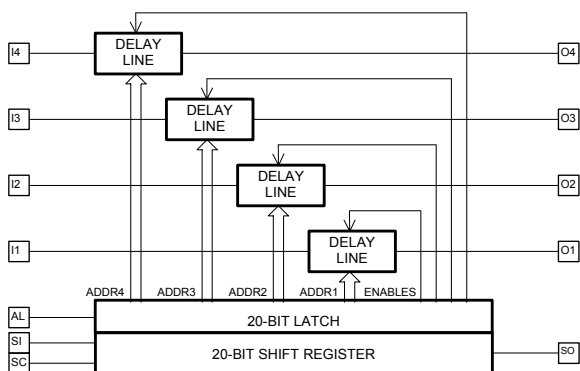 DELAY
LINE
I4
O4
DELAY
LINE
I3
O3
DELAY
LINE
I2
O2
DELAY
LINE
I1
O1
ADDR4 ADDR3 ADDR2 ADDR1 ENABLES
AL
20-BIT LATCH
SI
20-BIT SHIFT REGISTER
SO
SC